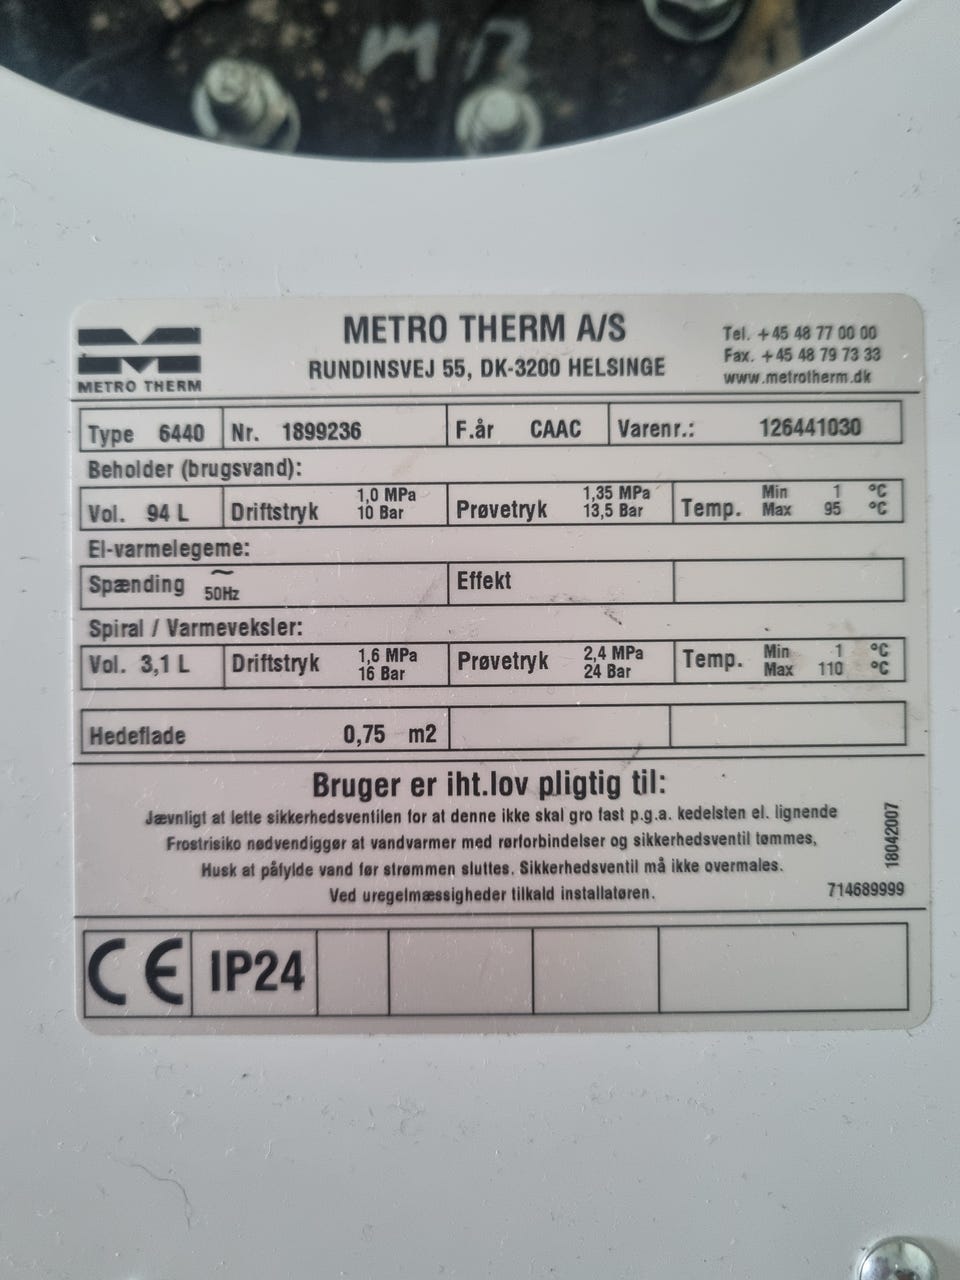 METRO THERM
METRO THERM A/S
RUNDINSVEJ 55, DK-3200 HELSINGE
Tel. +45 48 77 00 00
Fax. +45 48 79 73 33
www.metrotherm.dk
Type 6440 Nr. 1899236 F.år CAAC Varenr.: 126441030
Beholder (brugsvand):
Vol. 94 L Driftstryk 1,0 MPa 10 Bar Prøvetryk 1,35 MPa 13,5 Bar Temp. Min 1 °C Max 95 °C
El-varmelegeme:
Spænding ~ 50Hz Effekt
Spiral / Varmeveksler:
Vol. 3,1 L Driftstryk 1,6 MPa 16 Bar Prøvetryk 2,4 MPa 24 Bar Temp. Min 1 °C Max 110 °C
Hedeflade 0,75 m2
Bruger er iht.lov pligtig til:
Jævnligt at lette sikkerhedsventilen for at denne ikke skal gro fast p.g.a. kedelsten el. lignende
Frostrisiko nødvendiggør at vandvarmer med rørforbindelser og sikkerhedsventil tømmes,
Husk at påfylde vand før strømmen sluttes. Sikkerhedsventil må ikke overmales.
Ved uregelmæssigheder tilkald installatøren.
18042007
714689999
CE IP24